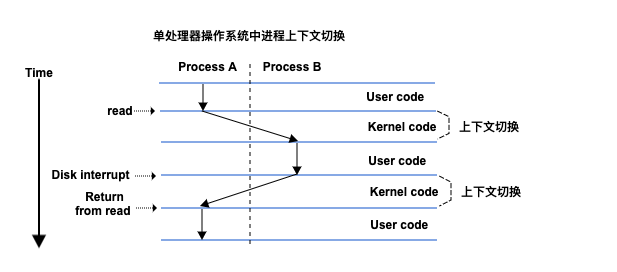 单处理器操作系统中进程上下文切换
Process A
Process B
Time
User code
read
Kernel code
上下文切换
User code
Disk interrupt
Kernel code
上下文切换
Return
from read
User code